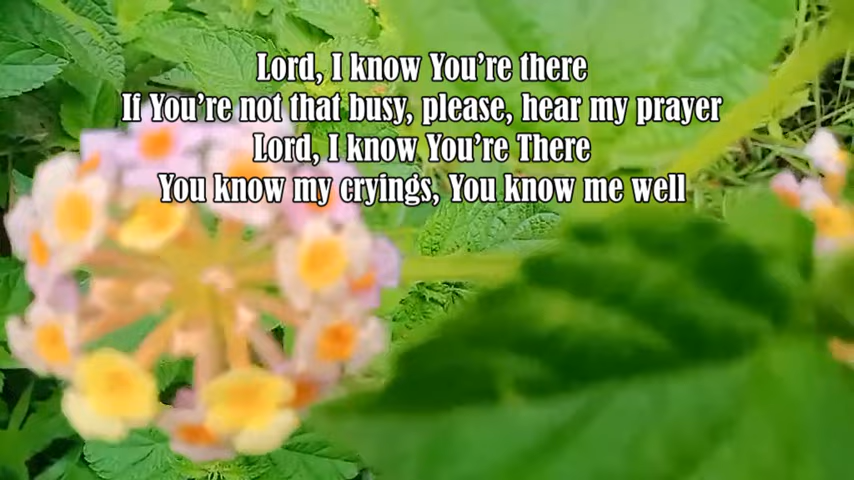 Lord, I know You're there
If You're not that busy, please, hear my prayer
Lord, I know You're There
You know my cryings, You know me well